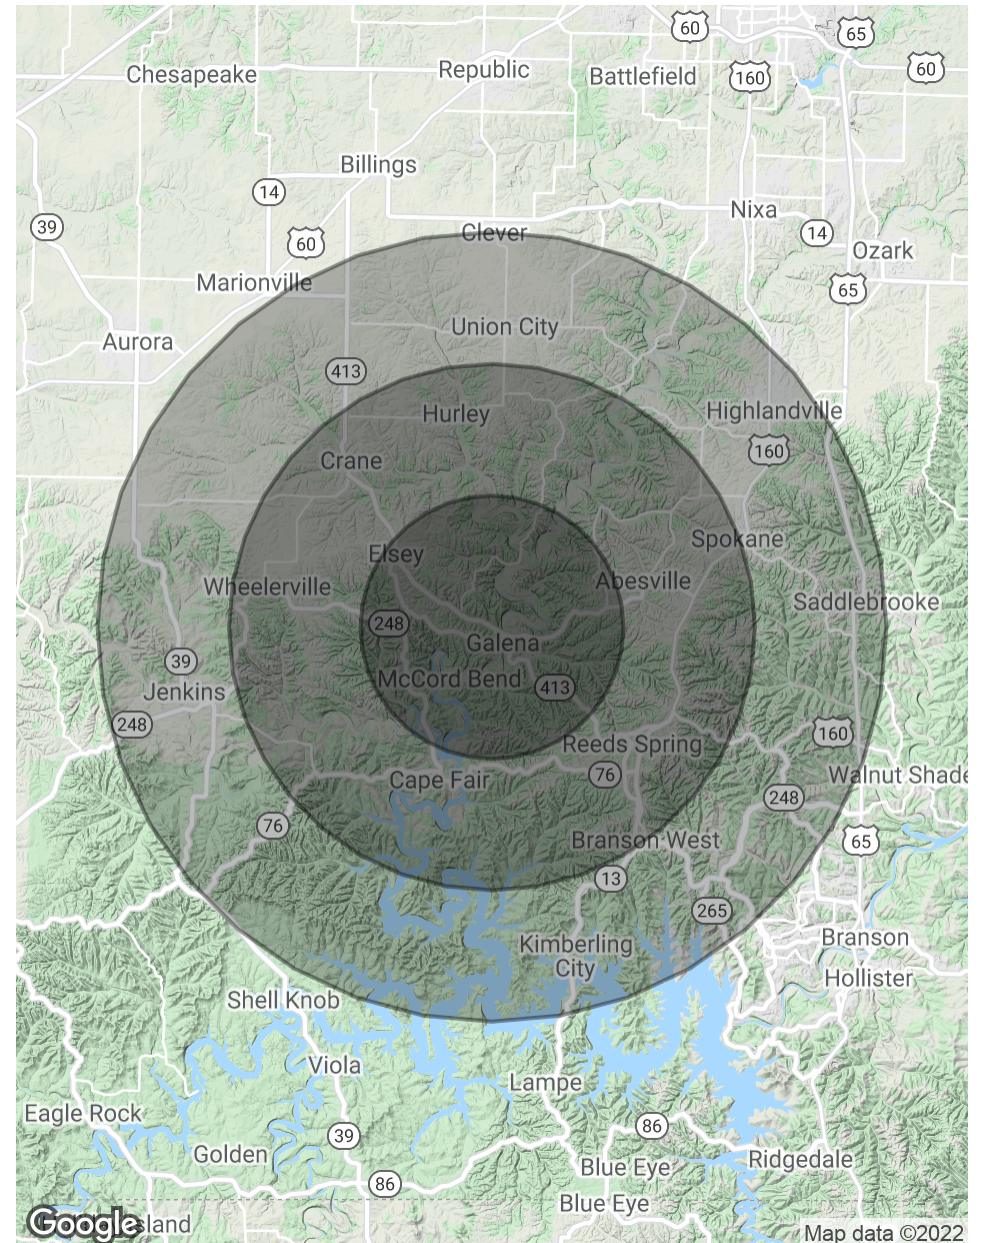 60
65
Chesapeake
Republic
Battlefield
160
60
Billings
14
39
60
Nixa
14
Clever
Ozark
Marionville
65
Union City
Aurora
413
Hurley
Highlandville
160
Crane
Spokane
Elsey
Wheelerville
Abesville
Saddlebrooke
248
Galena
39
McCord Bend
413
Jenkins
248
160
Reeds Spring
76
Walnut Shade
Cape Fair
248
76
Branson West
65
13
265
Branson
Kimberling
City
Hollister
Shell Knob
Viola
Lampe
Eagle Rock
86
39
Golden
Blue Eye
Ridgedale
86
Blue Eye
Google
island
Map data ©2022